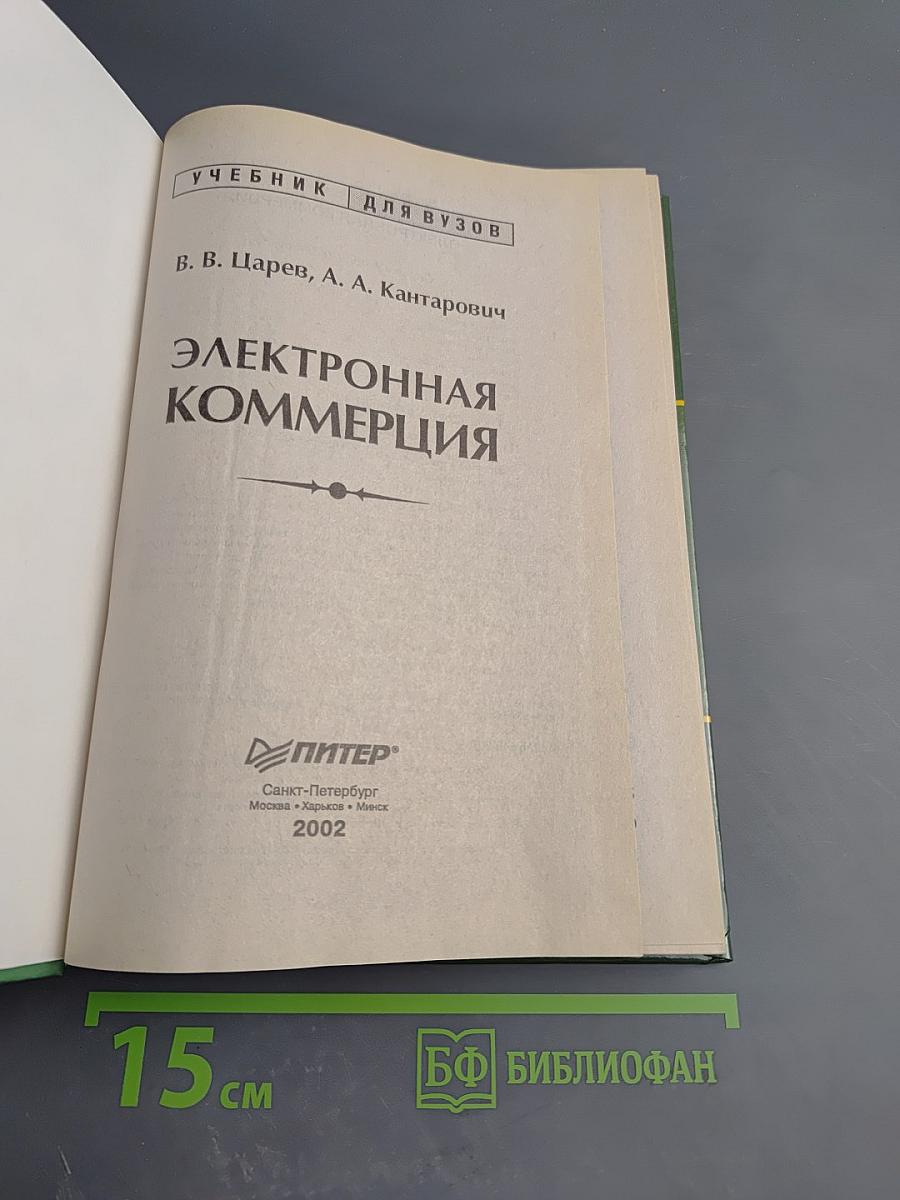 УЧЕБНИК ДЛЯ ВУЗОВ
В. В. Царев, А. А. Кантарович
ЭЛЕКТРОННАЯ
КОММЕРЦИЯ
ПИТЕР®
Санкт-Петербург
Москва • Харьков • Минск
2002
15 см
БФ БИБЛИОФАН